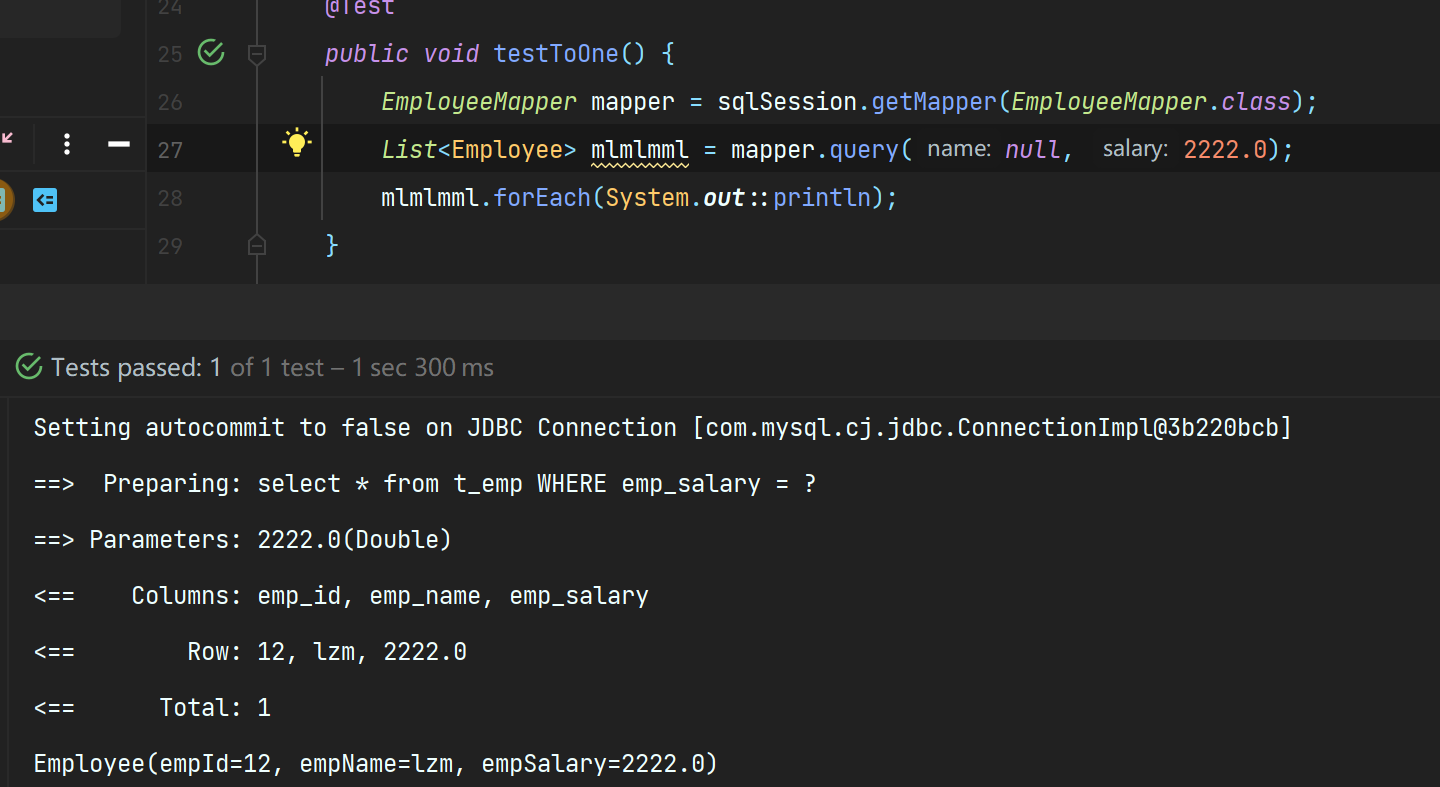 24 @Test
25 public void testToOne() {
26 EmployeeMapper mapper = sqlSession.getMapper(EmployeeMapper.class);
27 List<Employee> mlmlmml = mapper.query( name: null, salary: 2222.0);
28 mlmlmml.forEach(System.out::println);
29 }
Tests passed: 1 of 1 test – 1 sec 300 ms
Setting autocommit to false on JDBC Connection [com.mysql.cj.jdbc.ConnectionImpl@3b220bcb]
==>  Preparing: select * from t_emp WHERE emp_salary = ?
==> Parameters: 2222.0(Double)
<==    Columns: emp_id, emp_name, emp_salary
<==        Row: 12, lzm, 2222.0
<==      Total: 1
Employee(empId=12, empName=lzm, empSalary=2222.0)